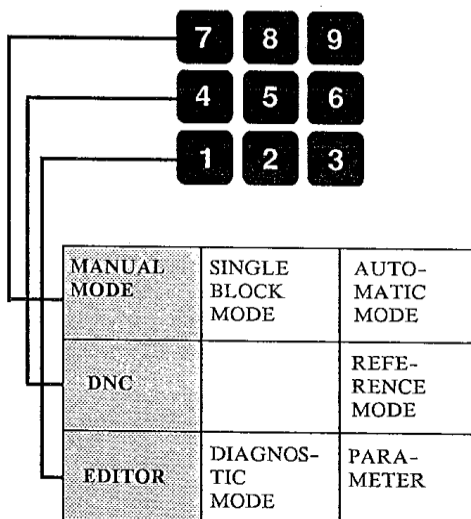 7 8 9
4 5 6
1 2 3
MANUAL MODE
SINGLE BLOCK MODE
AUTO-
MATIC
MODE
DNC
REFE-
RENCE
MODE
EDITOR
DIAGNOS-
TIC
MODE
PARA-
METER